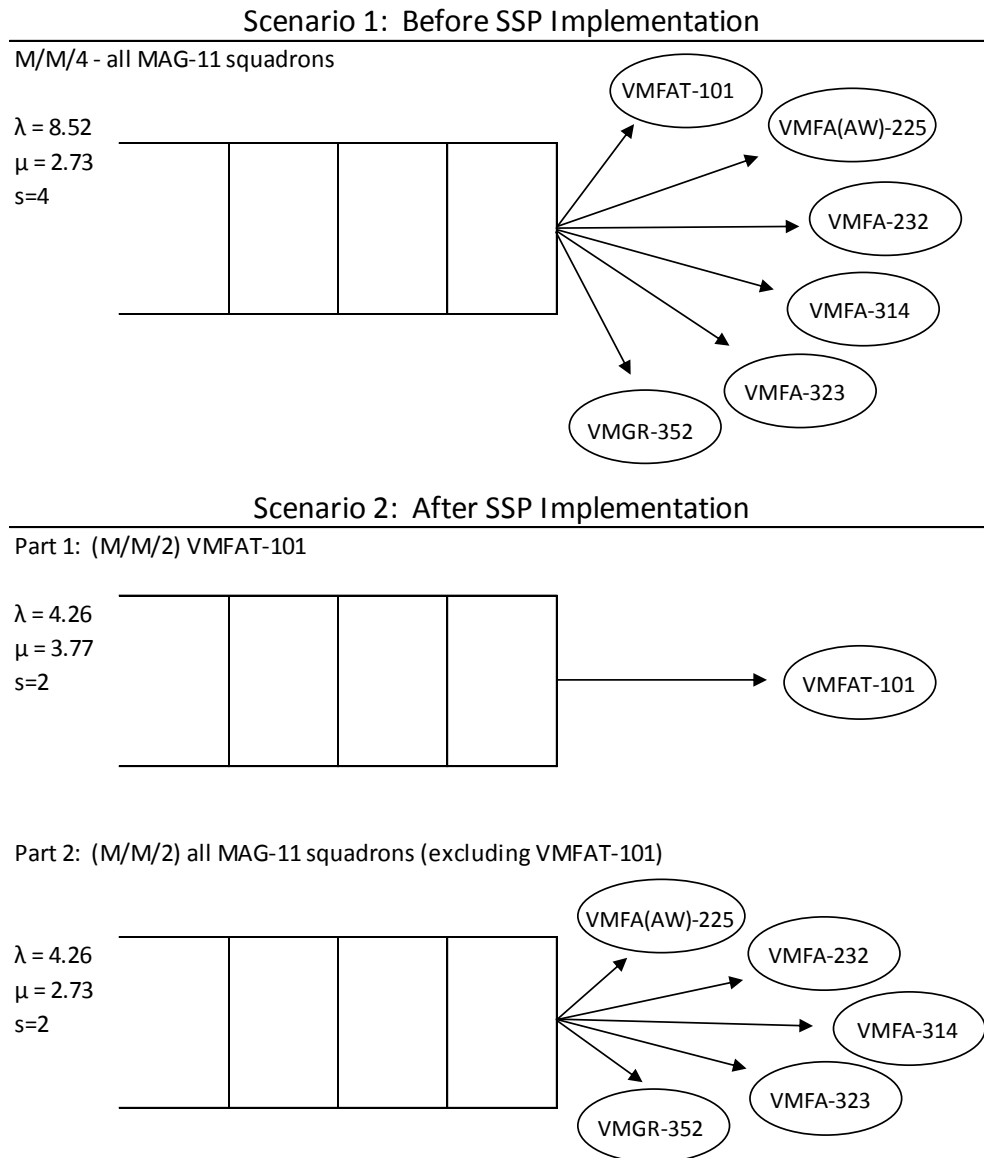 Scenario 1: Before SSP Implementation
M/M/4 - all MAG-11 squadrons
λ = 8.52
μ = 2.73
s=4
VMFAT-101
VMFA(AW)-225
VMFA-232
VMFA-314
VMFA-323
VMGR-352
Scenario 2: After SSP Implementation
Part 1: (M/M/2) VMFAT-101
λ = 4.26
μ = 3.77
s=2
VMFAT-101
Part 2: (M/M/2) all MAG-11 squadrons (excluding VMFAT-101)
λ = 4.26
μ = 2.73
s=2
VMFA(AW)-225
VMFA-232
VMFA-314
VMFA-323
VMGR-352